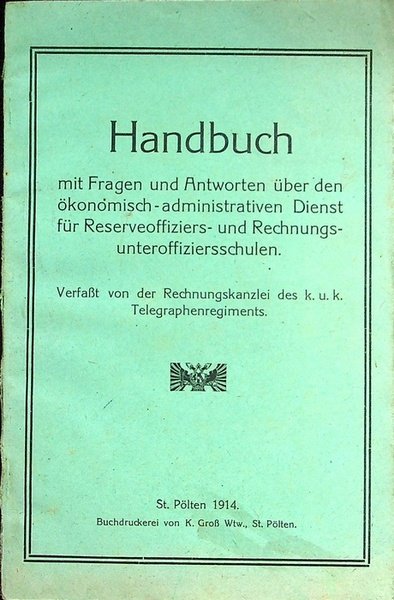 Handbuch
mit Fragen und Antworten über den
ökonomisch-administrativen Dienst
für Reserveoffiziers- und Rechnungs-
unteroffiziersschulen.
Verfaßt von der Rechnungskanzlei des k. u. k.
Telegraphenregiments.
St. Pölten 1914.
Buchdruckerei von K. Groß Wtw., St. Pölten.